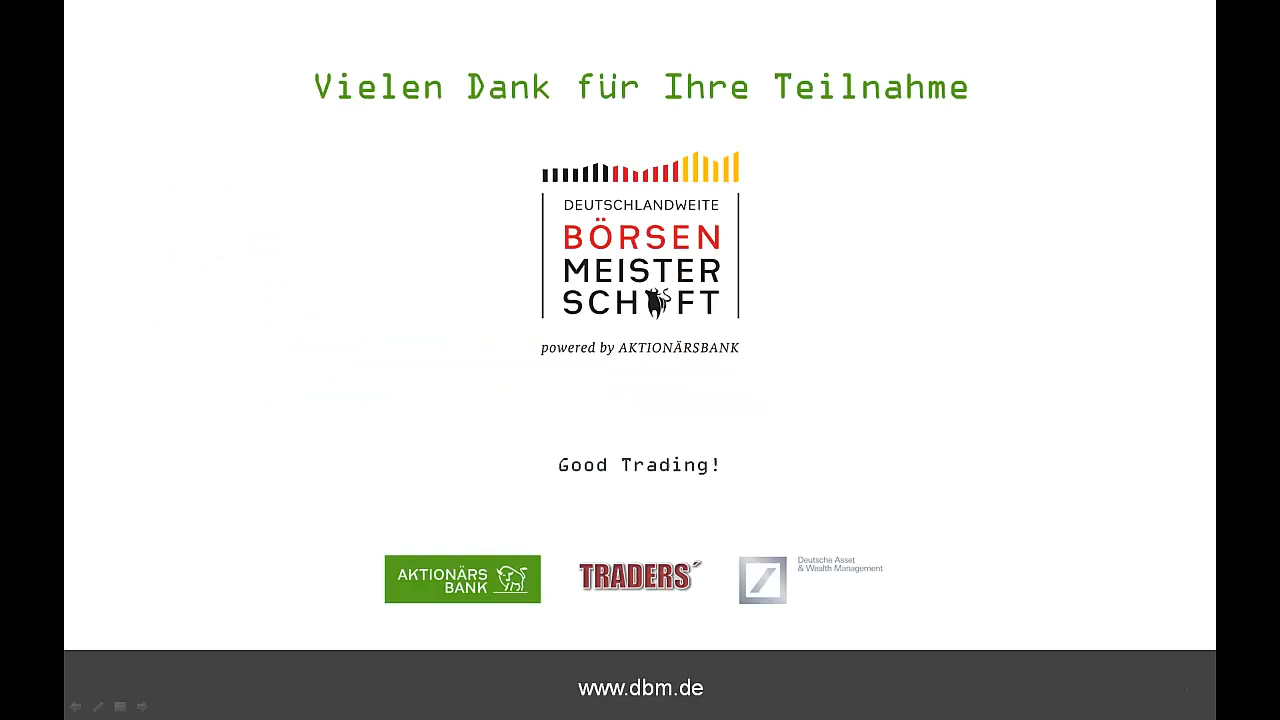 Vielen Dank für Ihre Teilnahme
DEUTSCHLANDWEITE
BÖRSEN
MEISTER
SCHAFT
powered by AKTIONÄRSBANK
Good Trading!
AKTIONÄRS
BANK
TRADERS´
Deutsche Asset
& Wealth Management
www.dbm.de